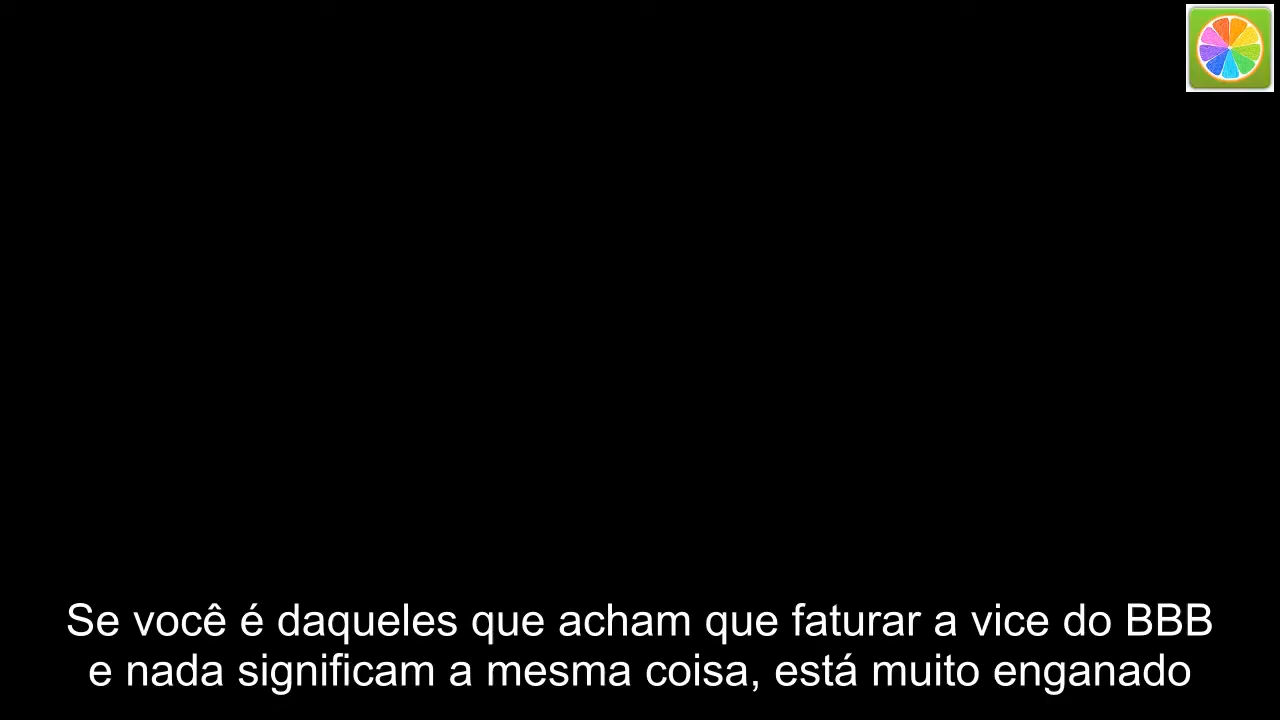 Se você é daqueles que acham que faturar a vice do BBB
e nada significam a mesma coisa, está muito enganado